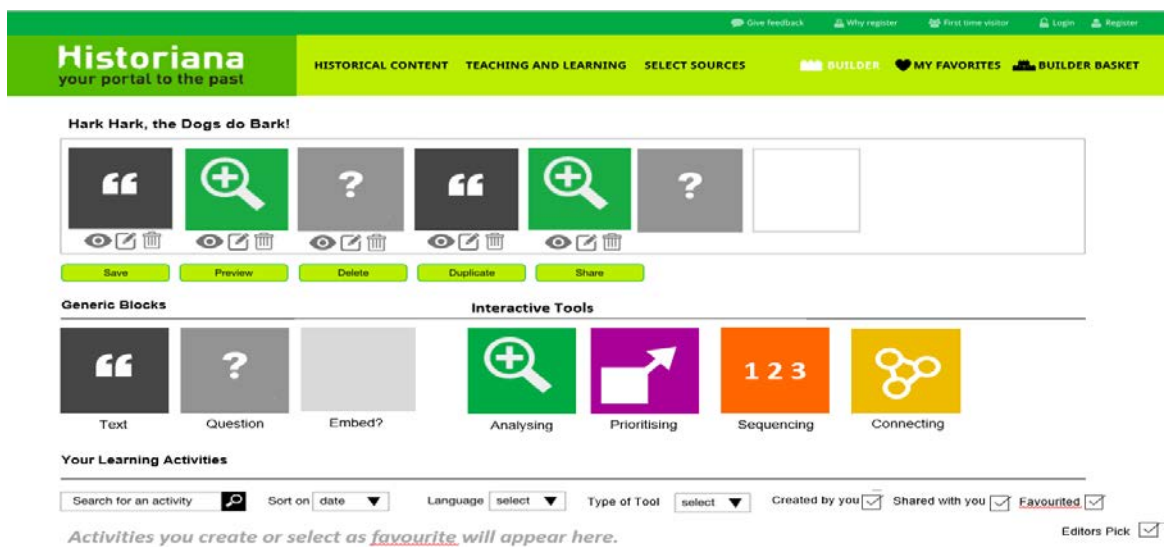 Give feedback Why register First time visitor Login Register
Historiana
your portal to the past
HISTORICAL CONTENT TEACHING AND LEARNING SELECT SOURCES BUILDER MY FAVORITES BUILDER BASKET
Hark Hark, the Dogs do Bark!
“ ? “ ?
Save Preview Delete Duplicate Share
Generic Blocks Interactive Tools
“ ? 1 2 3
Text Question Embed? Analysing Prioritising Sequencing Connecting
Your Learning Activities
Search for an activity Sort on date Language select Type of Tool select Created by you Shared with you Favourited
Activities you create or select as favourite will appear here. Editors Pick